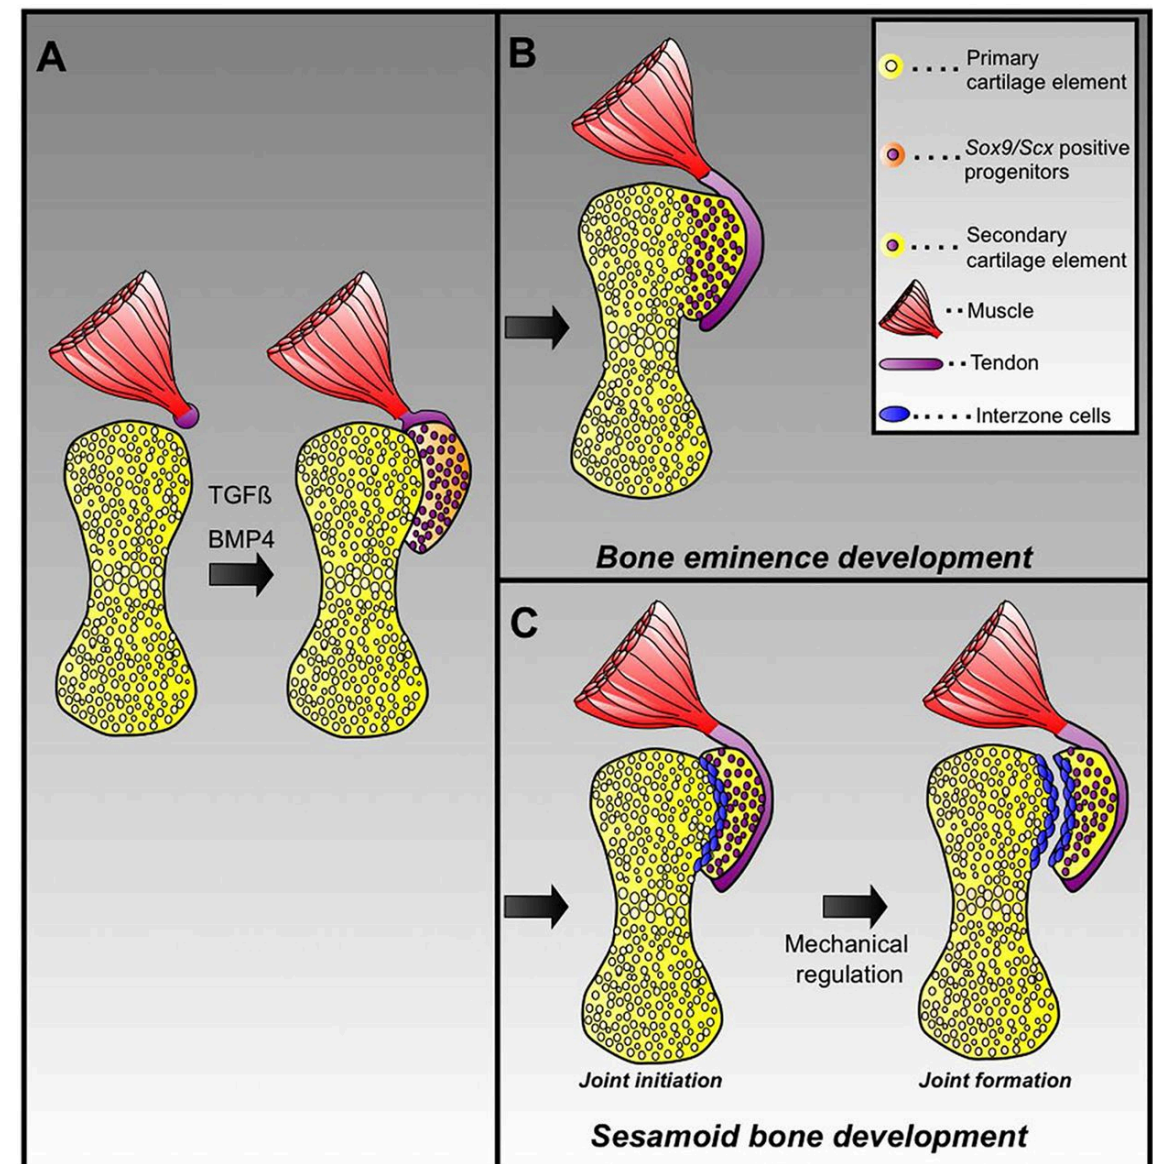 A
TGFß
BMP4
B
Primary
cartilage element
Sox9/Scx positive
progenitors
Secondary
cartilage element
Muscle
Tendon
Interzone cells
Bone eminence development
C
Mechanical
regulation
Joint initiation
Joint formation
Sesamoid bone development